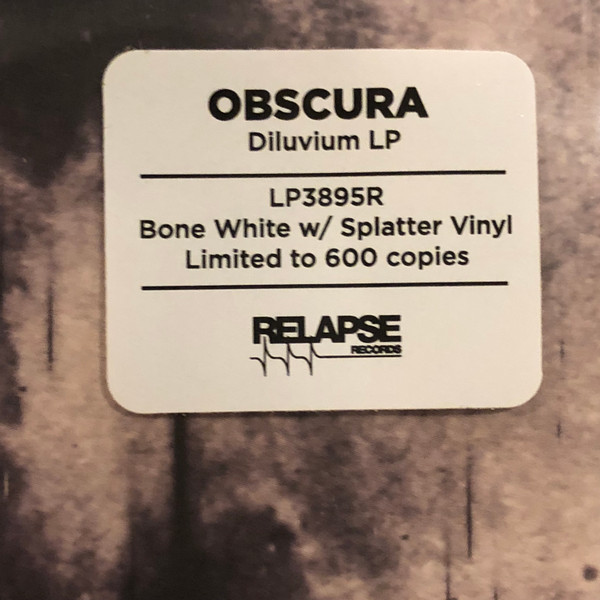 OBSCURA
Diluvium LP
LP3895R
Bone White w/ Splatter Vinyl
Limited to 600 copies
RELAPSE
RECORDS